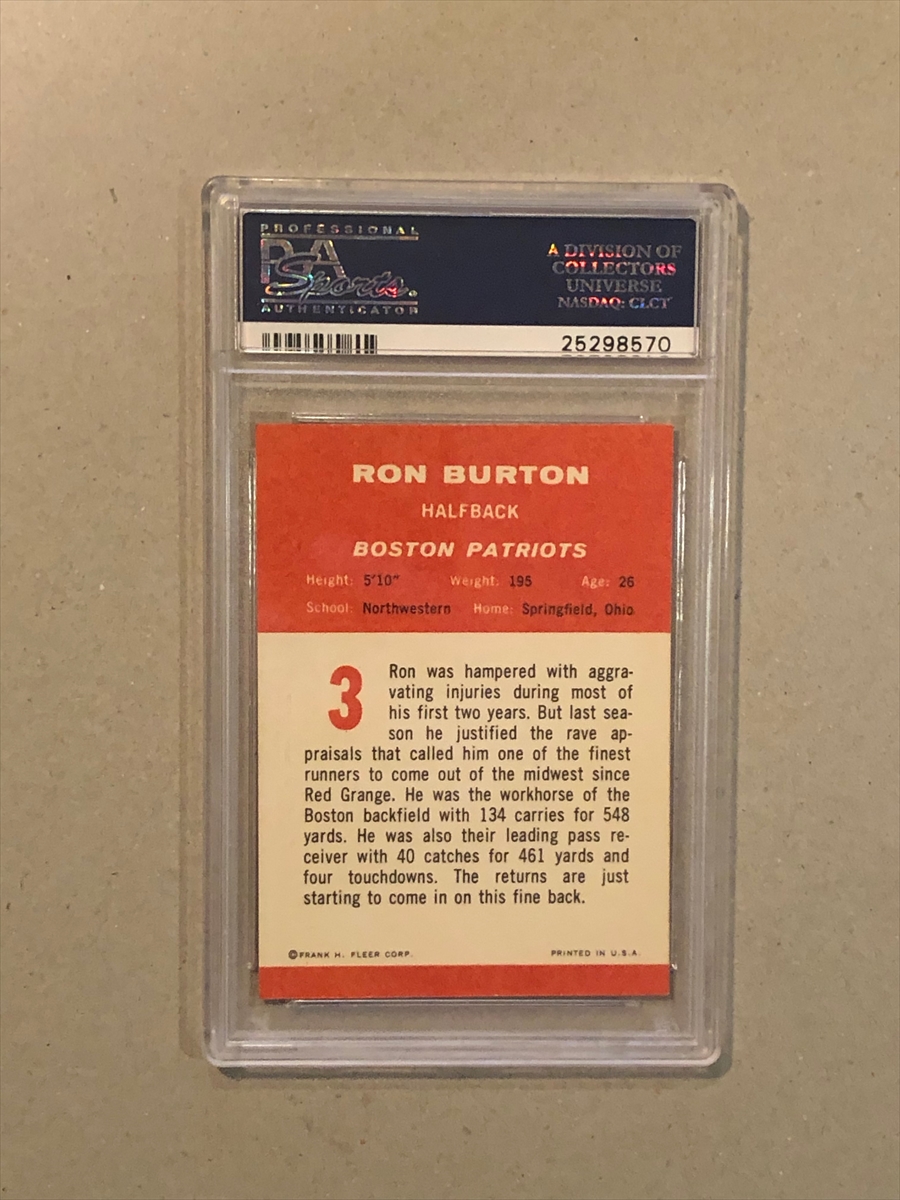 PROFESSIONAL
PSA
Sports.
AUTHENTICATOR
A DIVISION OF
COLLECTORS
UNIVERSE
NASDAQ: CLCT
25298570
RON BURTON
HALFBACK
BOSTON PATRIOTS
Height: 5'10" Weight: 195 Age: 26
School: Northwestern Home: Springfield, Ohio
3
Ron was hampered with aggra-
vating injuries during most of
his first two years. But last sea-
son he justified the rave ap-
praisals that called him one of the finest
runners to come out of the midwest since
Red Grange. He was the workhorse of the
Boston backfield with 134 carries for 548
yards. He was also their leading pass re-
ceiver with 40 catches for 461 yards and
four touchdowns. The returns are just
starting to come in on this fine back.
©FRANK H. FLEER CORP. PRINTED IN U.S.A.